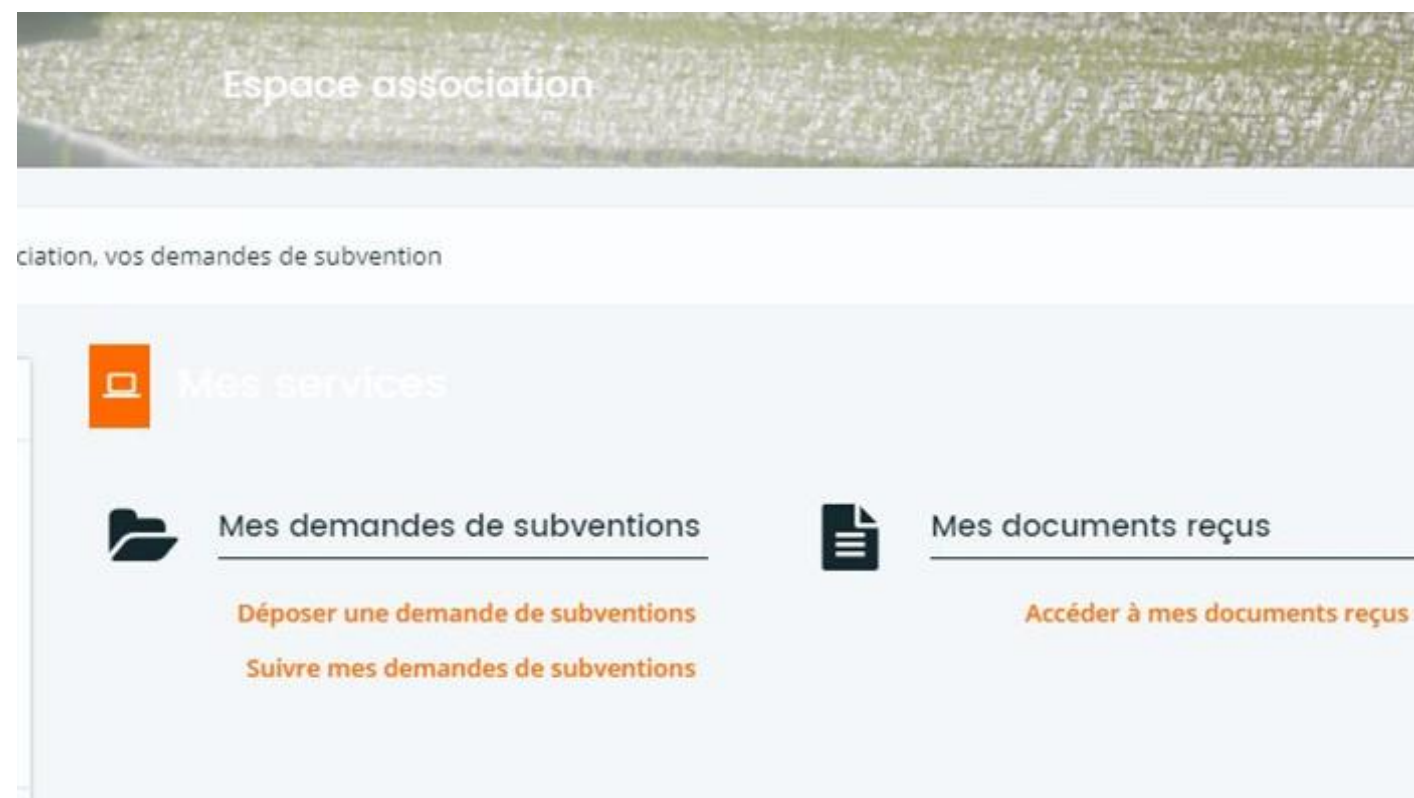 Espace association
ciation, vos demandes de subvention
Mes services
Mes demandes de subventions
Déposer une demande de subventions
Suivre mes demandes de subventions
Mes documents reçus
Accéder à mes documents reçus